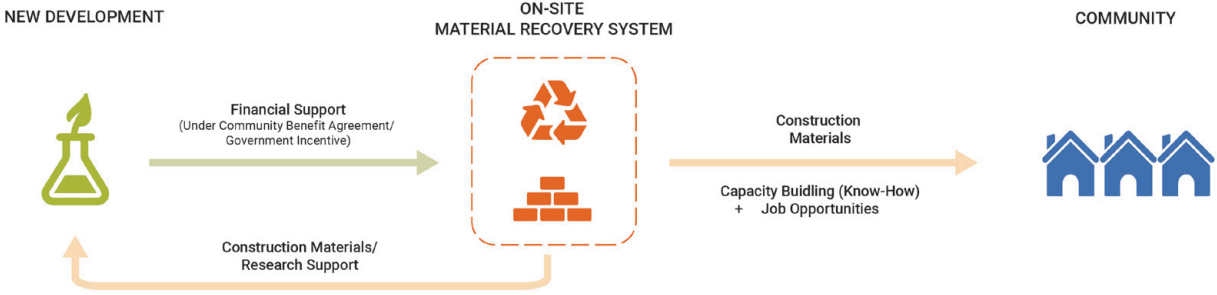 NEW DEVELOPMENT
ON-SITE
MATERIAL RECOVERY SYSTEM
COMMUNITY
Financial Support
(Under Community Benefit Agreement/
Government Incentive)
Construction
Materials
Capacity Buidling (Know-How)
+ Job Opportunities
Construction Materials/
Research Support